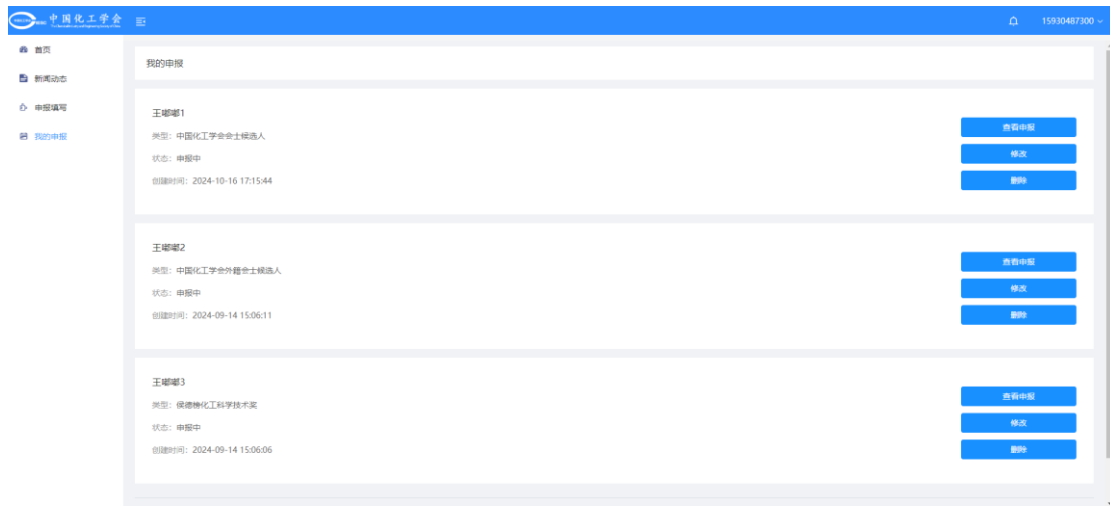 中国化工学会
15930487300
首页
新闻动态
申报填写
我的申报
我的申报
王嘟嘟1
类型：中国化工学会会士候选人
状态：申报中
创建时间：2024-10-16 17:15:44
查看申报
修改
删除
王嘟嘟2
类型：中国化工学会外籍会士候选人
状态：申报中
创建时间：2024-09-14 15:06:11
查看申报
修改
删除
王嘟嘟3
类型：侯德榜化工科学技术奖
状态：申报中
创建时间：2024-09-14 15:06:06
查看申报
修改
删除